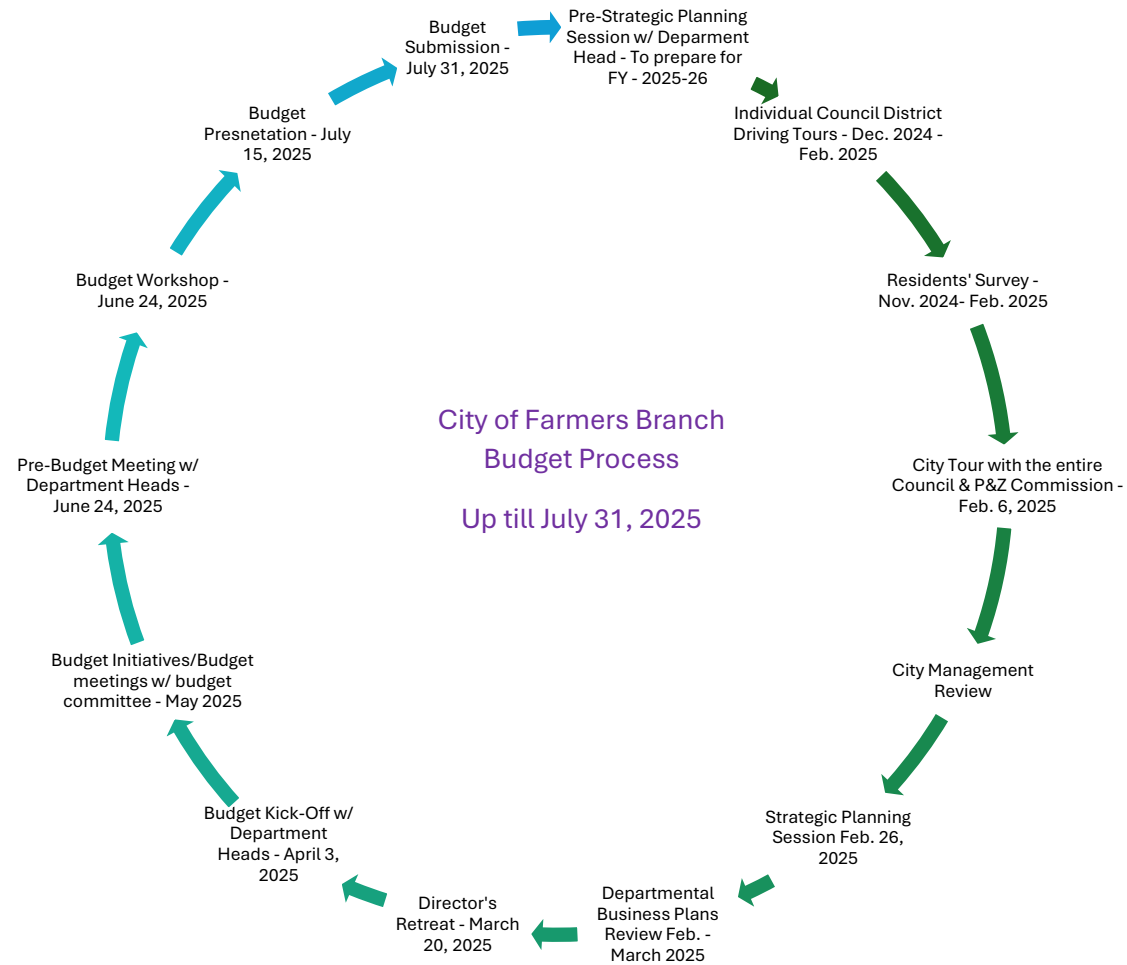 Pre-Strategic Planning
Session w/ Deparment
Head - To prepare for
FY - 2025-26
Individual Council District
Driving Tours - Dec. 2024 -
Feb. 2025
Residents' Survey -
Nov. 2024- Feb. 2025
City Tour with the entire
Council & P&Z Commission -
Feb. 6, 2025
City Management
Review
Strategic Planning
Session Feb. 26,
2025
Departmental
Business Plans
Review Feb. -
March 2025
Director's
Retreat - March
20, 2025
Budget Kick-Off w/
Department
Heads - April 3,
2025
Budget Initiatives/Budget
meetings w/ budget
committee - May 2025
Pre-Budget Meeting w/
Department Heads -
June 24, 2025
Budget Workshop -
June 24, 2025
Budget
Presnetation - July
15, 2025
Budget
Submission -
July 31, 2025
City of Farmers Branch
Budget Process
Up till July 31, 2025